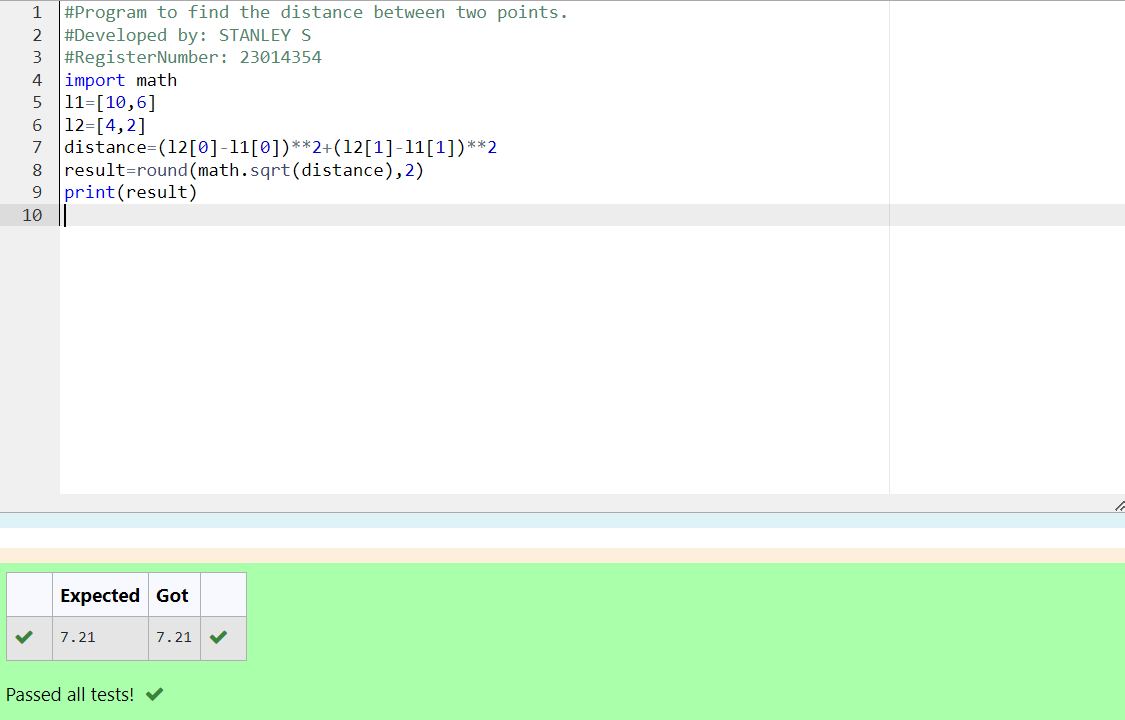 1 #Program to find the distance between two points.
2 #Developed by: STANLEY S
3 #RegisterNumber: 23014354
4 import math
5 l1=[10,6]
6 l2=[4,2]
7 distance=(l2[0]-l1[0])**2+(l2[1]-l1[1])**2
8 result=round(math.sqrt(distance),2)
9 print(result)
10
Expected Got
7.21 7.21
Passed all tests!